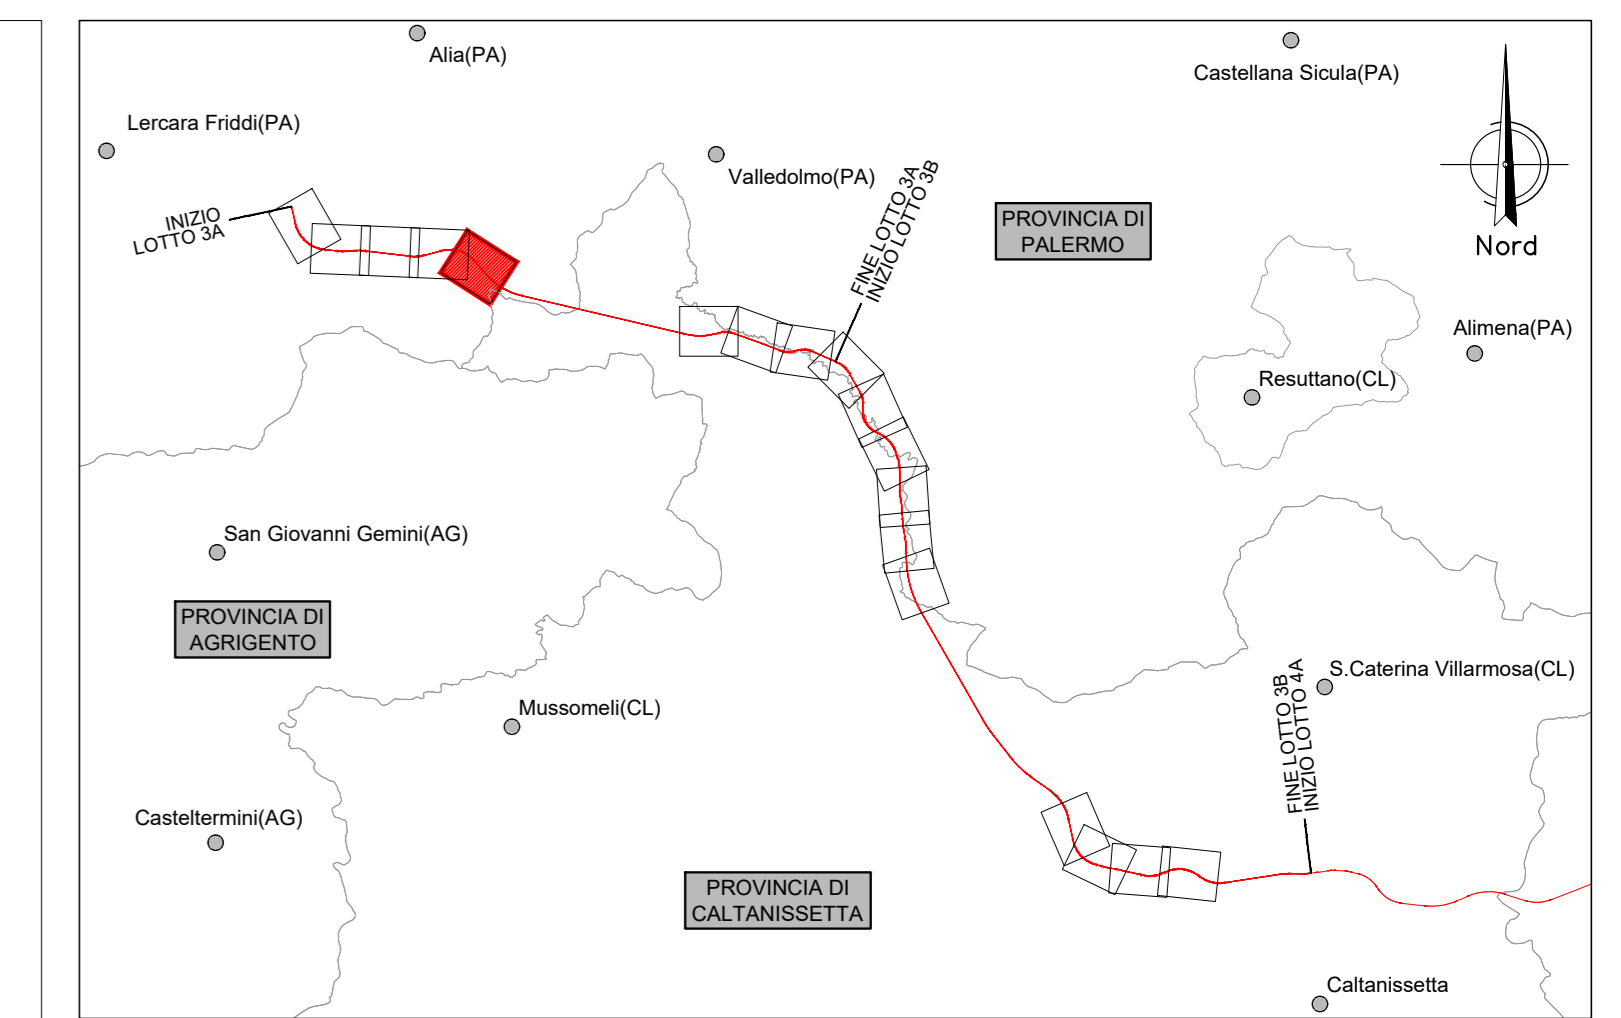 Alia(PA)
Castellana Sicula(PA)
Lercara Friddi(PA)
Valledolmo(PA)
INIZIO
LOTTO 3A
FINE LOTTO 3A
INIZIO LOTTO 3B
PROVINCIA DI
PALERMO
Nord
Alimena(PA)
Resuttano(CL)
San Giovanni Gemini(AG)
PROVINCIA DI
AGRIGENTO
S.Caterina Villarmosa(CL)
FINE LOTTO 3B
INIZIO LOTTO 4A
Mussomeli(CL)
Casteltermini(AG)
PROVINCIA DI
CALTANISSETTA
Caltanissetta